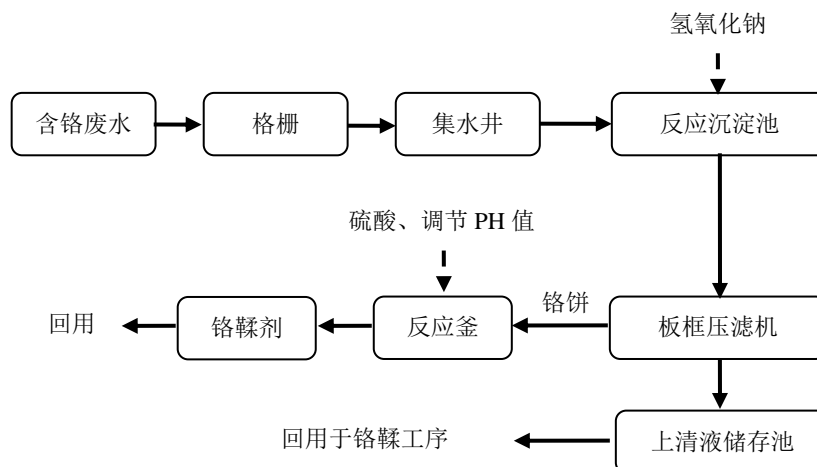 氢氧化钠
含铬废水
格栅
集水井
反应沉淀池
硫酸、调节 PH 值
铬饼
回用
铬鞣剂
反应釜
板框压滤机
回用于铬鞣工序
上清液储存池